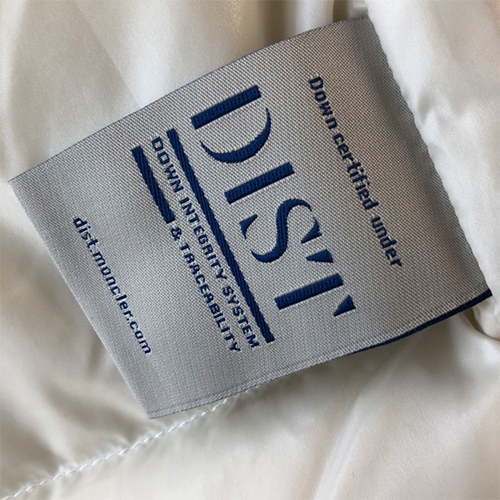 Down certified under
DIST
DOWN INTEGRITY SYSTEM
& TRACEABILITY
dist.moncler.com